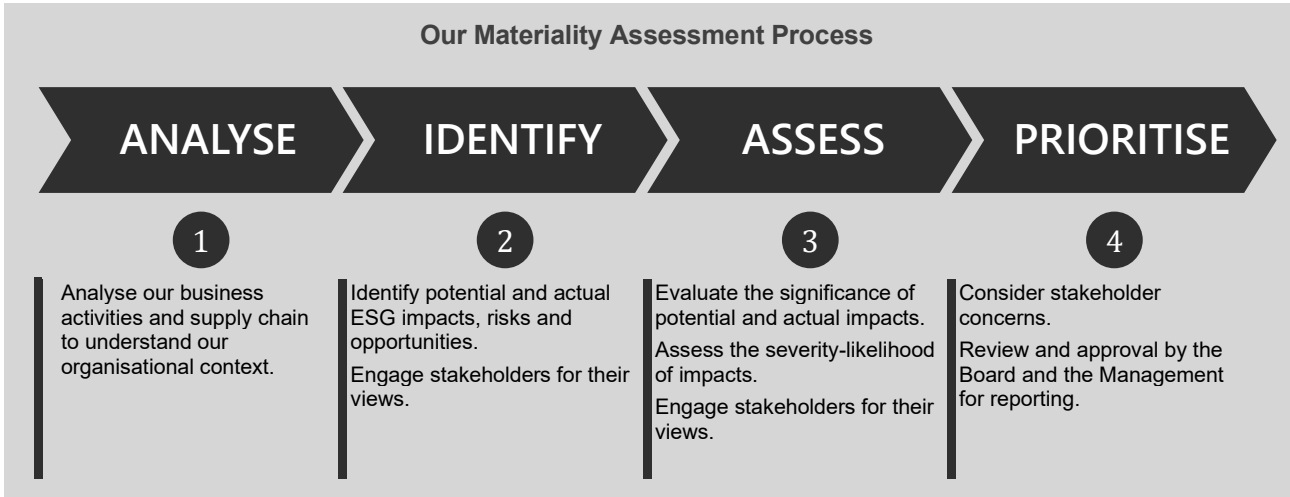 Our Materiality Assessment Process
ANALYSE
IDENTIFY
ASSESS
PRIORITISE
1
2
3
4
Analyse our business
activities and supply chain
to understand our
organisational context.
Identify potential and actual
ESG impacts, risks and
opportunities.
Engage stakeholders for their
views.
Evaluate the significance of
potential and actual impacts.
Assess the severity-likelihood
of impacts.
Engage stakeholders for their
views.
Consider stakeholder
concerns.
Review and approval by the
Board and the Management
for reporting.